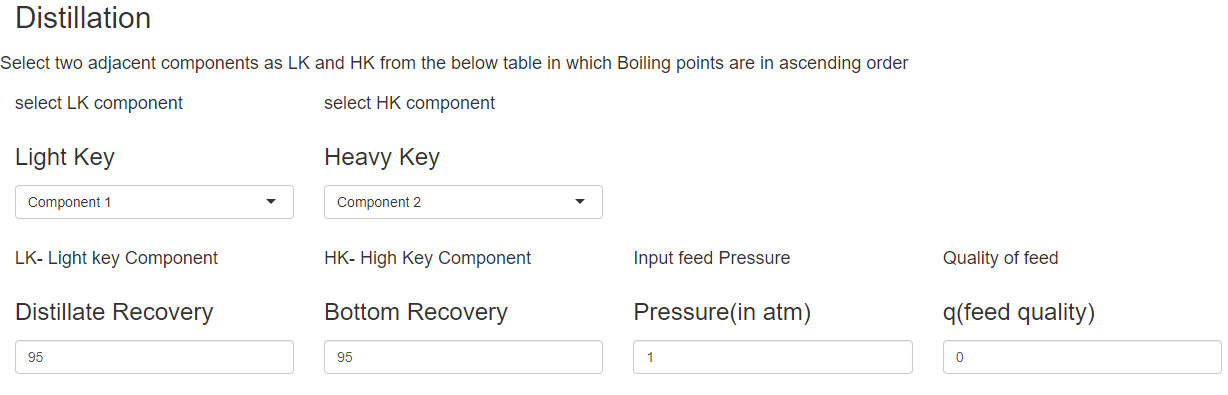 Distillation
Select two adjacent components as LK and HK from the below table in which Boiling points are in ascending order
select LK component
select HK component
Light Key
Heavy Key
Component 1
Component 2
LK- Light key Component
HK- High Key Component
Input feed Pressure
Quality of feed
Distillate Recovery
Bottom Recovery
Pressure(in atm)
q(feed quality)
95
95
1
0